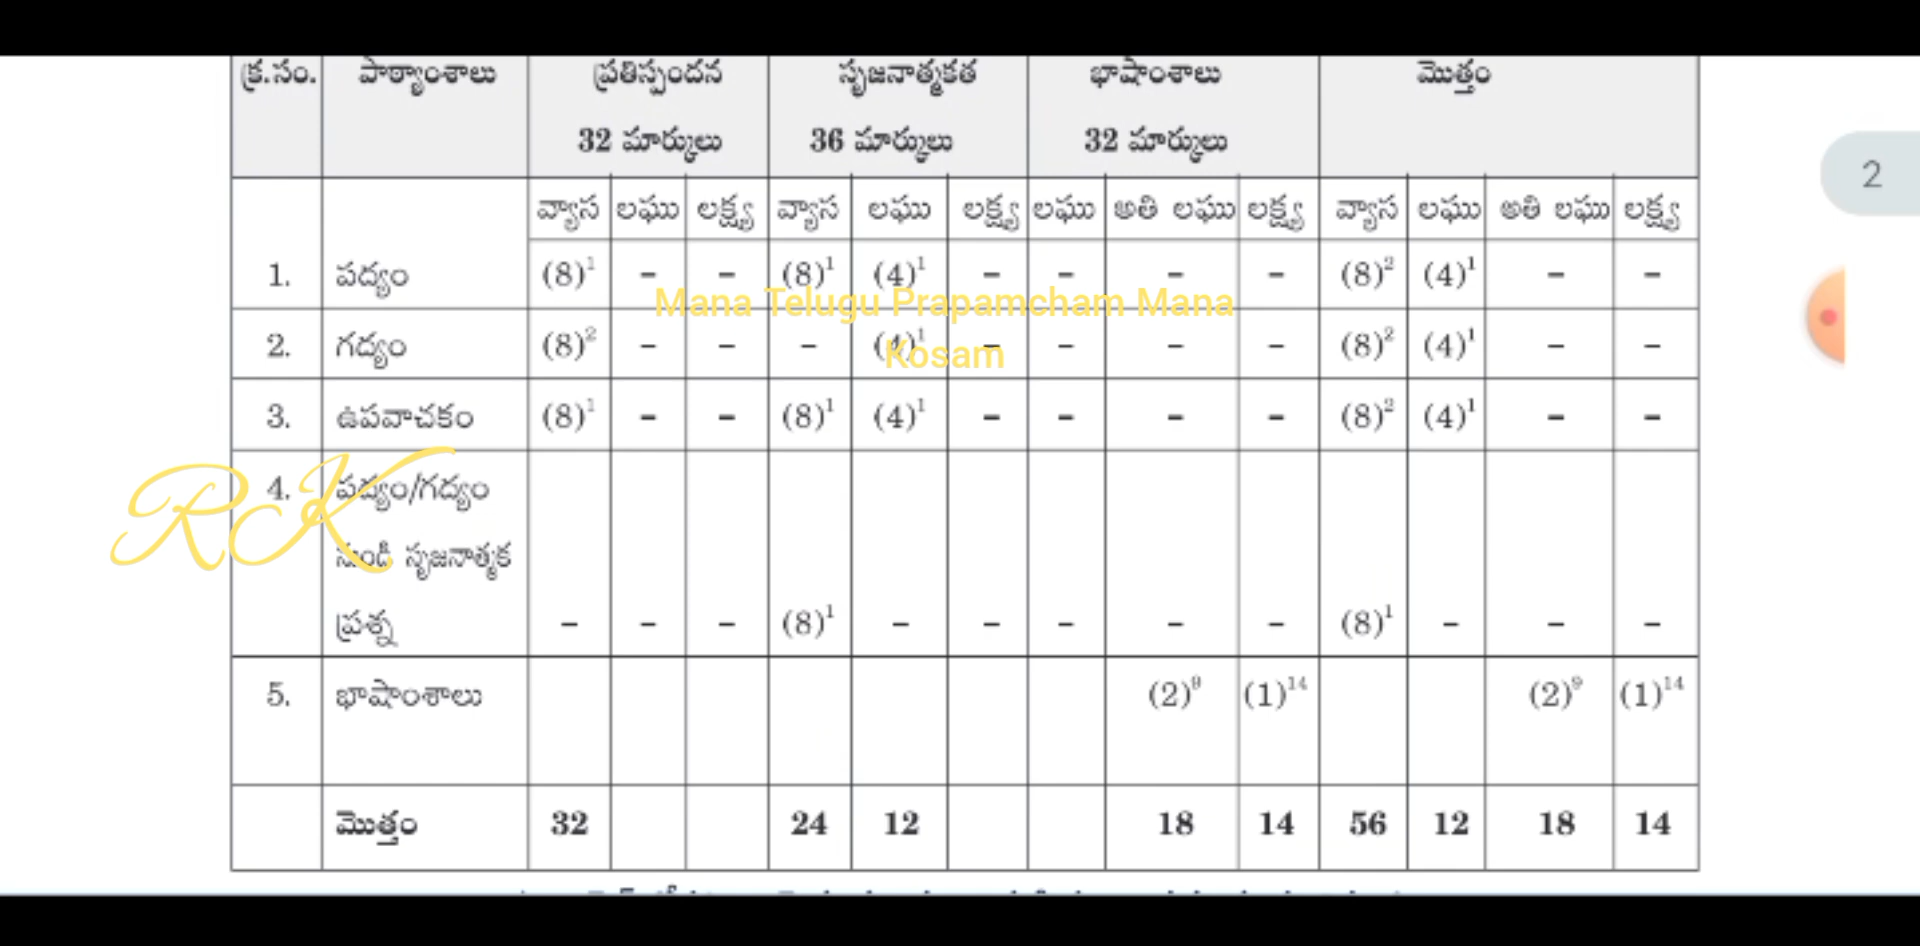 క్ర.సం. పాఠ్యాంశాలు ప్రతిస్పందన సృజనాత్మకత భాషాంశాలు మొత్తం
32 మార్కులు 36 మార్కులు 32 మార్కులు
2
వ్యాస లఘు లక్ష్య వ్యాస లఘు లక్ష్య లఘు అతి లఘు లక్ష్య వ్యాస లఘు అతి లఘు లక్ష్య
1. పద్యం (8)¹ – – (8)¹ (4)¹ – – – – (8)² (4)¹ – –
Mana Telugu Prapamcham Mana
2. గద్యం (8)² – – – (4)¹ – – – – (8)² (4)¹ – –
Kosam
3. ఉపవాచకం (8)¹ – – (8)¹ (4)¹ – – – – (8)² (4)¹ – –
4. పద్యం/గద్యం
RK
నుండి సృజనాత్మక
ప్రశ్న – – – (8)¹ – – – – – (8)¹ – – –
5. భాషాంశాలు (2)⁹ (1)¹⁴ (2)⁹ (1)¹⁴
మొత్తం 32 24 12 18 14 56 12 18 14